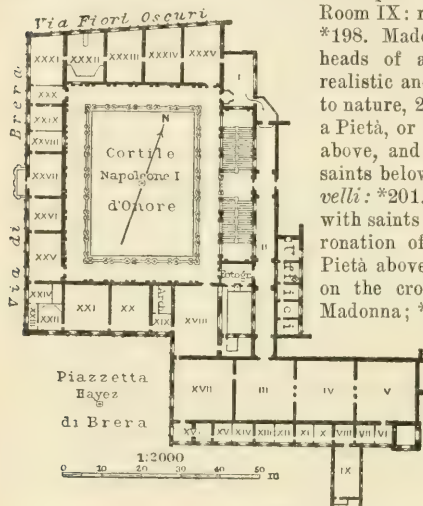 Via Fiori Oscuri
Room IX: r
*198. Made
heads of a
realistic an
to nature, 2
a Pietà, or
above, and
saints below
velli: *201.
with saints
ronation of
Pietà above
on the cro
Madonna; *
XXXI
XXXII
XXXIII
XXXIV
XXXV
I
XXX
XXIX
XXVIII
XXVII
XXVI
XXV
XXIV
XXIII
XXII
XXI
XX
XIX
XVIII
Via di Brera
N
Cortile
Napoleone I
d'Onore
II
Fotogr.
Uffici
XVII
III
IV
V
XV
XIV
XIII
XII
XI
X
VIII
VII
VI
IX
Piazzetta
Hayez
di Brera
1:2000
0 10 20 30 40 50 m